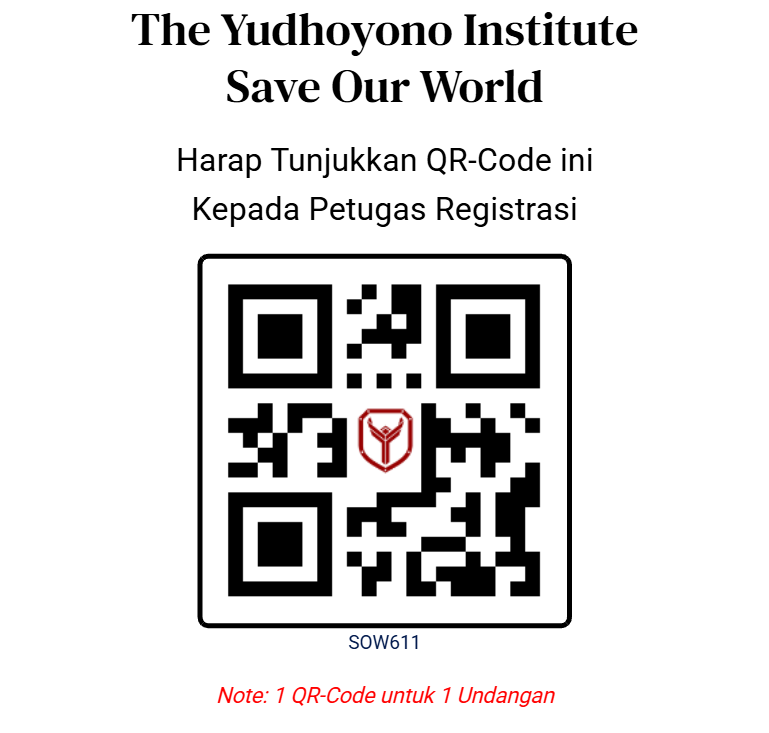 The Yudhoyono Institute
Save Our World
Harap Tunjukkan QR-Code ini
Kepada Petugas Registrasi
SOW611
Note: 1 QR-Code untuk 1 Undangan